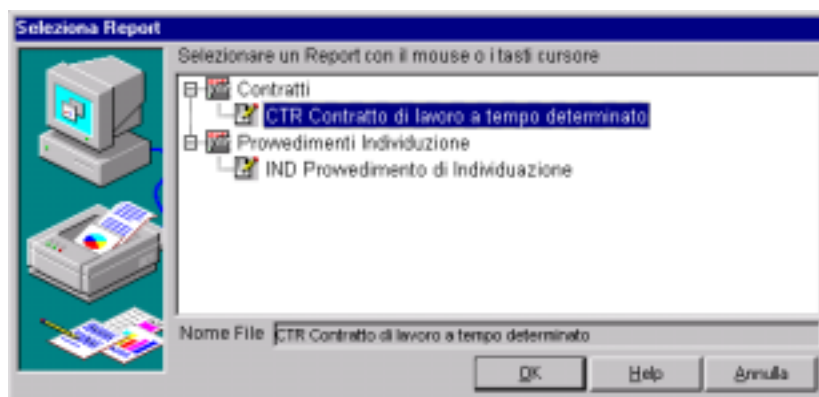 Seleziona Report
Selezionare un Report con il mouse o i tasti cursore
Contratti
CTR Contratto di lavoro a tempo determinato
Provvedimenti Individuzione
IND Provvedimento di Individuazione
Nome File CTR Contratto di lavoro a tempo determinato
OK Help Annulla